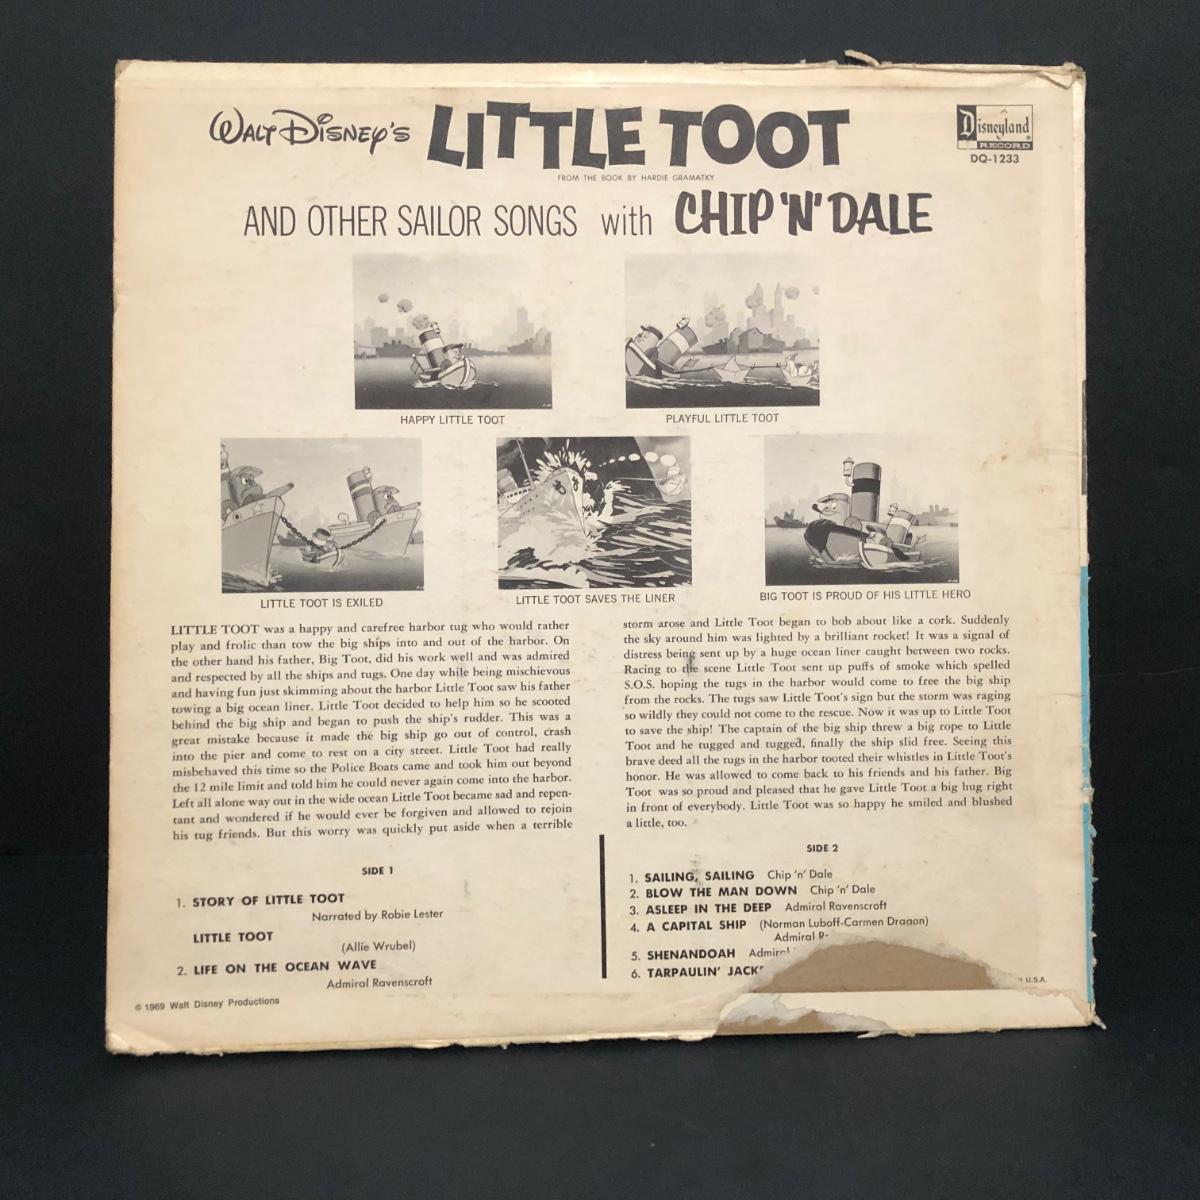 WALT DISNEY'S LITTLE TOOT
FROM THE BOOK BY HARDIE GRAMATKY
Disneyland
RECORD
DQ-1233
AND OTHER SAILOR SONGS with CHIP 'N' DALE
HAPPY LITTLE TOOT
PLAYFUL LITTLE TOOT
LITTLE TOOT IS EXILED
LITTLE TOOT SAVES THE LINER
BIG TOOT IS PROUD OF HIS LITTLE HERO
LITTLE TOOT was a happy and carefree harbor tug who would rather
play and frolic than tow the big ships into and out of the harbor. On
the other hand his father, Big Toot, did his work well and was admired
and respected by all the ships and tugs. One day while being mischievous
and having fun just skimming about the harbor Little Toot saw his father
towing a big ocean liner. Little Toot decided to help him so he scooted
behind the big ship and began to push the ship's rudder. This was a
great mistake because it made the big ship go out of control, crash
into the pier and come to rest on a city street. Little Toot had really
misbehaved this time so the Police Boats came and took him out beyond
the 12 mile limit and told him he could never again come into the harbor.
Left all alone way out in the wide ocean Little Toot became sad and repen-
tant and wondered if he would ever be forgiven and allowed to rejoin
his tug friends. But this worry was quickly put aside when a terrible
storm arose and Little Toot began to bob about like a cork. Suddenly
the sky around him was lighted by a brilliant rocket! It was a signal of
distress being sent up by a huge ocean liner caught between two rocks.
Racing to the scene Little Toot sent up puffs of smoke which spelled
S.O.S. hoping the tugs in the harbor would come to free the big ship
from the rocks. The tugs saw Little Toot's sign but the storm was raging
so wildly they could not come to the rescue. Now it was up to Little Toot
to save the ship! The captain of the big ship threw a big rope to Little
Toot and he tugged and tugged, finally the ship slid free. Seeing this
brave deed all the tugs in the harbor tooted their whistles in Little Toot's
honor. He was allowed to come back to his friends and his father. Big
Toot was so proud and pleased that he gave Little Toot a big hug right
in front of everybody. Little Toot was so happy he smiled and blushed
a little, too.
SIDE 1
1. STORY OF LITTLE TOOT
Narrated by Robie Lester
LITTLE TOOT
(Allie Wrubel)
2. LIFE ON THE OCEAN WAVE
Admiral Ravenscroft
SIDE 2
1. SAILING, SAILING Chip 'n' Dale
2. BLOW THE MAN DOWN Chip 'n' Dale
3. ASLEEP IN THE DEEP Admiral Ravenscroft
4. A CAPITAL SHIP (Norman Luboff-Carmen Dragon)
Admiral
5. SHENANDOAH
6. TARPAULIN'
U.S.A.
© 1969 Walt Disney Productions